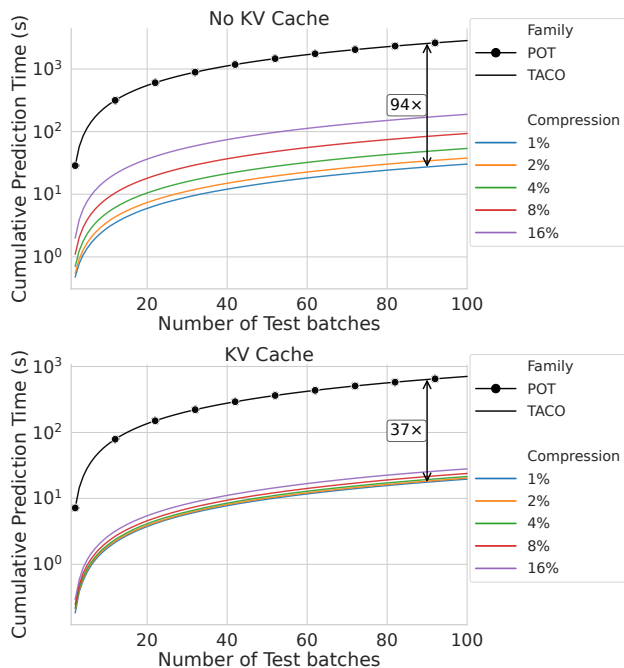 No KV Cache
Cumulative Prediction Time (s)
10³
10²
10¹
10⁰
94×
20
40
60
80
100
Number of Test batches
Family
POT
TACO
Compression
1%
2%
4%
8%
16%
KV Cache
Cumulative Prediction Time (s)
10³
10²
10¹
10⁰
37×
20
40
60
80
100
Number of Test batches
Family
POT
TACO
Compression
1%
2%
4%
8%
16%